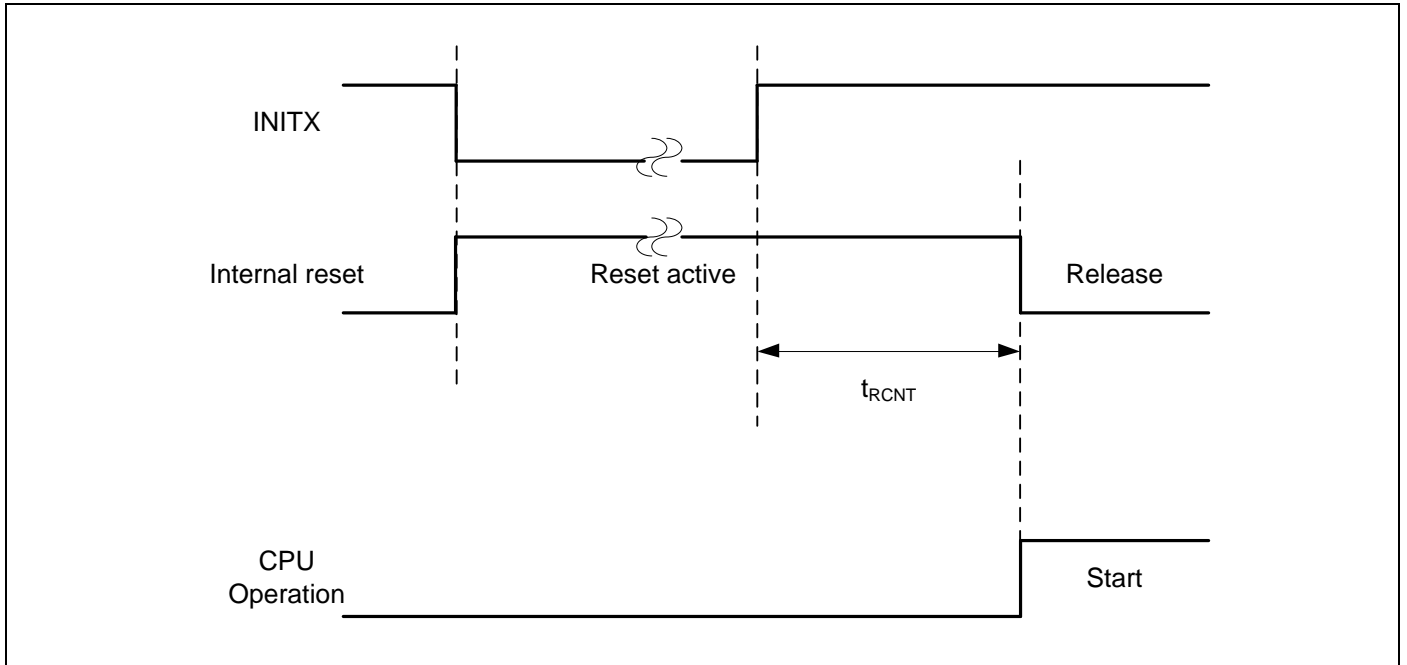 INITX
Internal reset
Reset active
Release
tRCNT
CPU
Operation
Start